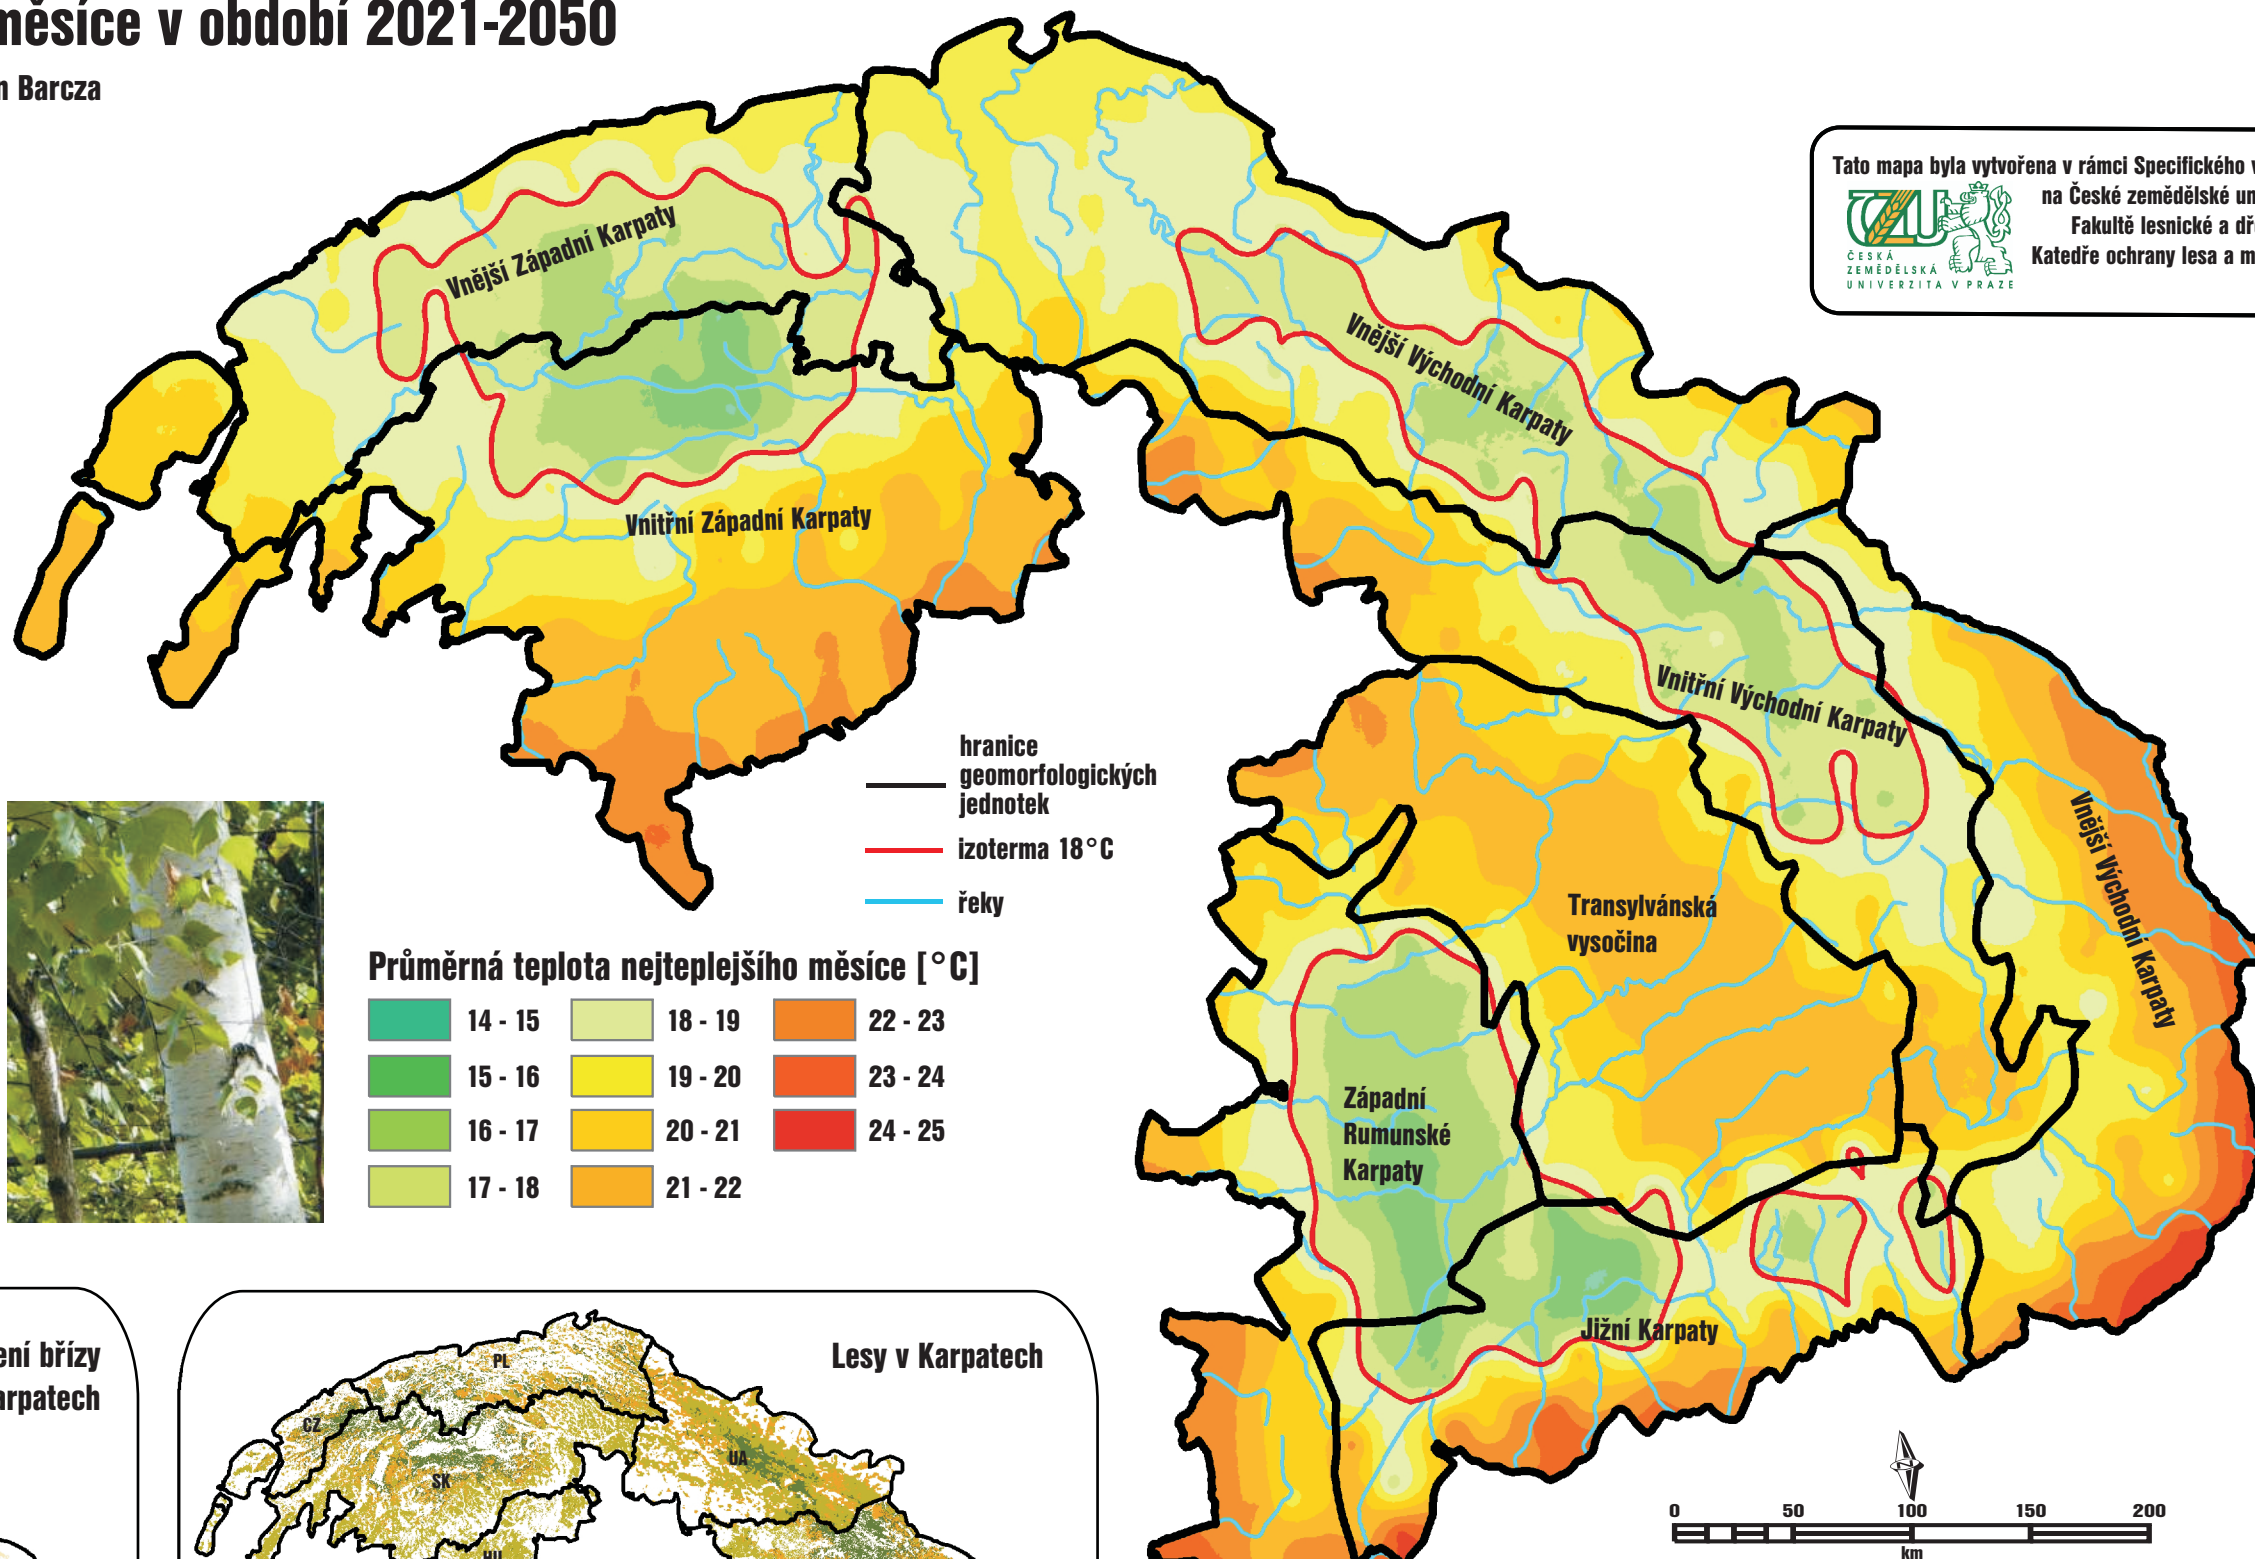 měsíce v období 2021-2050
Barcza
Tato mapa byla vytvořena v rámci Specifického
na České zemědělské
Fakultě lesnické a
Katedře ochrany lesa a
ČESKÁ
ZEMĚDĚLSKÁ
UNIVERZITA V PRAZE
Vnější Západní Karpaty
Vnější Východní Karpaty
Vnitřní Západní Karpaty
Vnitřní Východní Karpaty
Vnější Východní Karpaty
Transylvánská
vysočina
Západní
Rumunské
Karpaty
Jižní Karpaty
hranice
geomorfologických
jednotek
izoterma 18°C
řeky
Průměrná teplota nejteplejšího měsíce [°C]
14 - 15
18 - 19
22 - 23
15 - 16
19 - 20
23 - 24
16 - 17
20 - 21
24 - 25
17 - 18
21 - 22
břízy
Lesy v Karpatech
PL
CZ
SK
UA
HU
N
0 50 100 150 200
km